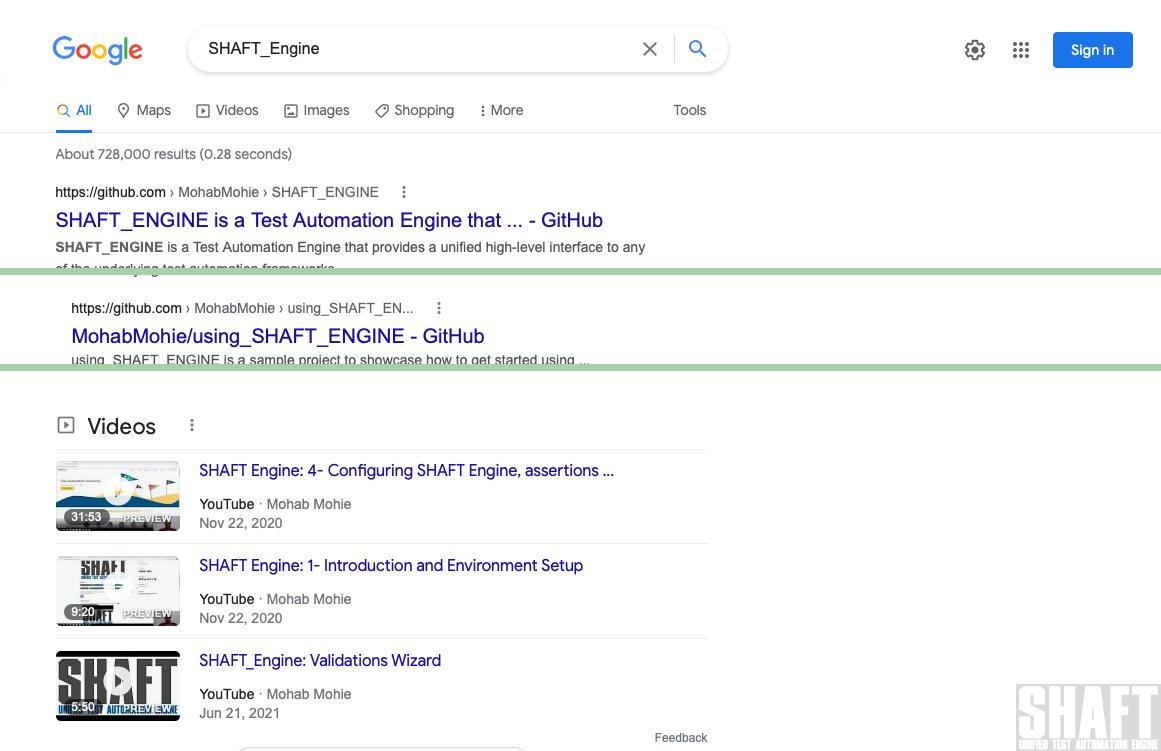 Google
SHAFT_Engine
Sign in
All Maps Videos Images Shopping More Tools
About 728,000 results (0.28 seconds)
https://github.com › MohabMohie › SHAFT_ENGINE
SHAFT_ENGINE is a Test Automation Engine that ... - GitHub
SHAFT_ENGINE is a Test Automation Engine that provides a unified high-level interface to any
of the underlying test automation frameworks
https://github.com › MohabMohie › using_SHAFT_EN...
MohabMohie/using_SHAFT_ENGINE - GitHub
using_SHAFT_ENGINE is a sample project to showcase how to get started using ...
Videos
SHAFT Engine: 4- Configuring SHAFT Engine, assertions ...
31:53 PREVIEW
YouTube · Mohab Mohie
Nov 22, 2020
SHAFT Engine: 1- Introduction and Environment Setup
SHAFT
9:20 PREVIEW
YouTube · Mohab Mohie
Nov 22, 2020
SHAFT_Engine: Validations Wizard
SHAFT
5:50 PREVIEW
YouTube · Mohab Mohie
Jun 21, 2021
Feedback
SHAFT
UNIFIED TEST AUTOMATION ENGINE